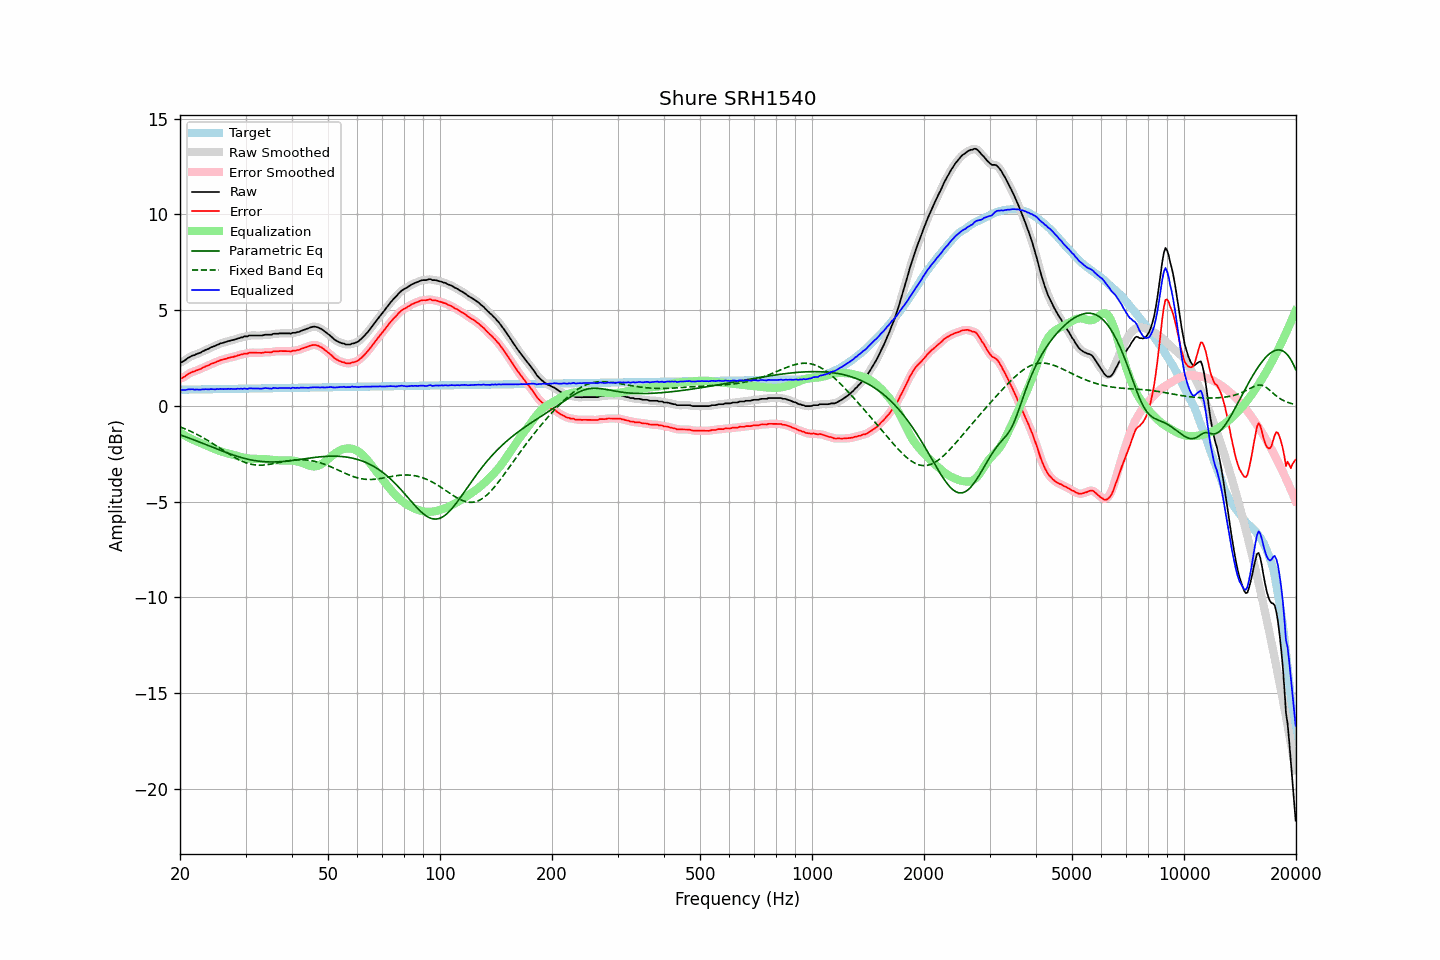 Shure SRH1540
Amplitude (dBr)
15
10
5
0
−5
−10
−15
−20
Target
Raw Smoothed
Error Smoothed
Raw
Error
Equalization
Parametric Eq
Fixed Band Eq
Equalized
20 50 100 200 500 1000 2000 5000 10000 20000
Frequency (Hz)